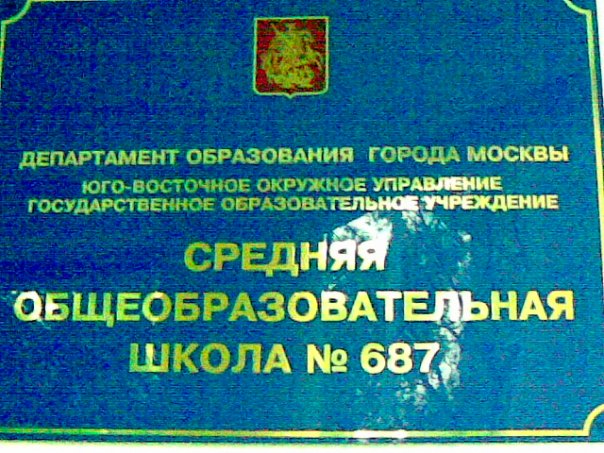 ДЕПАРТАМЕНТ ОБРАЗОВАНИЯ ГОРОДА МОСКВЫ
ЮГО-ВОСТОЧНОЕ ОКРУЖНОЕ УПРАВЛЕНИЕ
ГОСУДАРСТВЕННОЕ ОБРАЗОВАТЕЛЬНОЕ УЧРЕЖДЕНИЕ
СРЕДНЯЯ
ОБЩЕОБРАЗОВАТЕЛЬНАЯ
ШКОЛА № 687